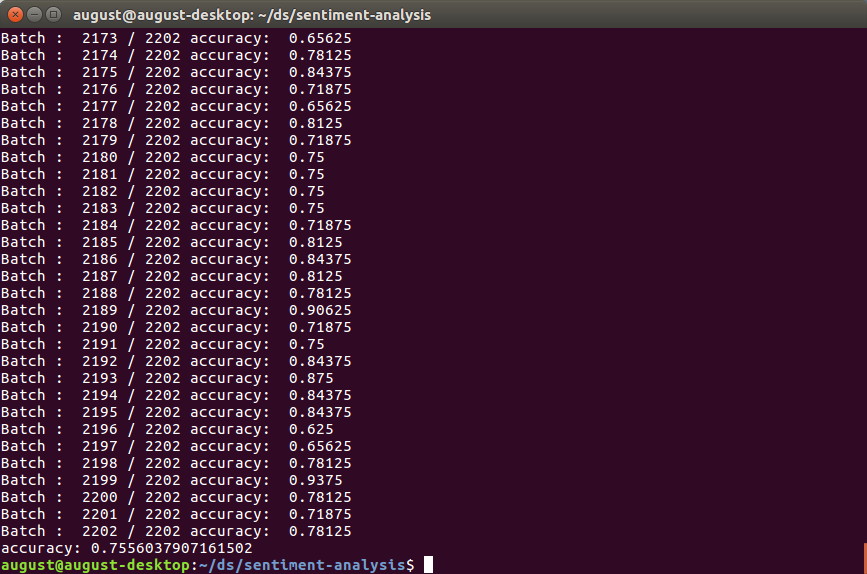 august@august-desktop: ~/ds/sentiment-analysis
Batch :  2173 / 2202 accuracy:  0.65625
Batch :  2174 / 2202 accuracy:  0.78125
Batch :  2175 / 2202 accuracy:  0.84375
Batch :  2176 / 2202 accuracy:  0.71875
Batch :  2177 / 2202 accuracy:  0.65625
Batch :  2178 / 2202 accuracy:  0.8125
Batch :  2179 / 2202 accuracy:  0.71875
Batch :  2180 / 2202 accuracy:  0.75
Batch :  2181 / 2202 accuracy:  0.75
Batch :  2182 / 2202 accuracy:  0.75
Batch :  2183 / 2202 accuracy:  0.75
Batch :  2184 / 2202 accuracy:  0.71875
Batch :  2185 / 2202 accuracy:  0.8125
Batch :  2186 / 2202 accuracy:  0.84375
Batch :  2187 / 2202 accuracy:  0.8125
Batch :  2188 / 2202 accuracy:  0.78125
Batch :  2189 / 2202 accuracy:  0.90625
Batch :  2190 / 2202 accuracy:  0.71875
Batch :  2191 / 2202 accuracy:  0.75
Batch :  2192 / 2202 accuracy:  0.84375
Batch :  2193 / 2202 accuracy:  0.875
Batch :  2194 / 2202 accuracy:  0.84375
Batch :  2195 / 2202 accuracy:  0.84375
Batch :  2196 / 2202 accuracy:  0.625
Batch :  2197 / 2202 accuracy:  0.65625
Batch :  2198 / 2202 accuracy:  0.78125
Batch :  2199 / 2202 accuracy:  0.9375
Batch :  2200 / 2202 accuracy:  0.78125
Batch :  2201 / 2202 accuracy:  0.71875
Batch :  2202 / 2202 accuracy:  0.78125
accuracy: 0.7556037907161502
august@august-desktop:~/ds/sentiment-analysis$